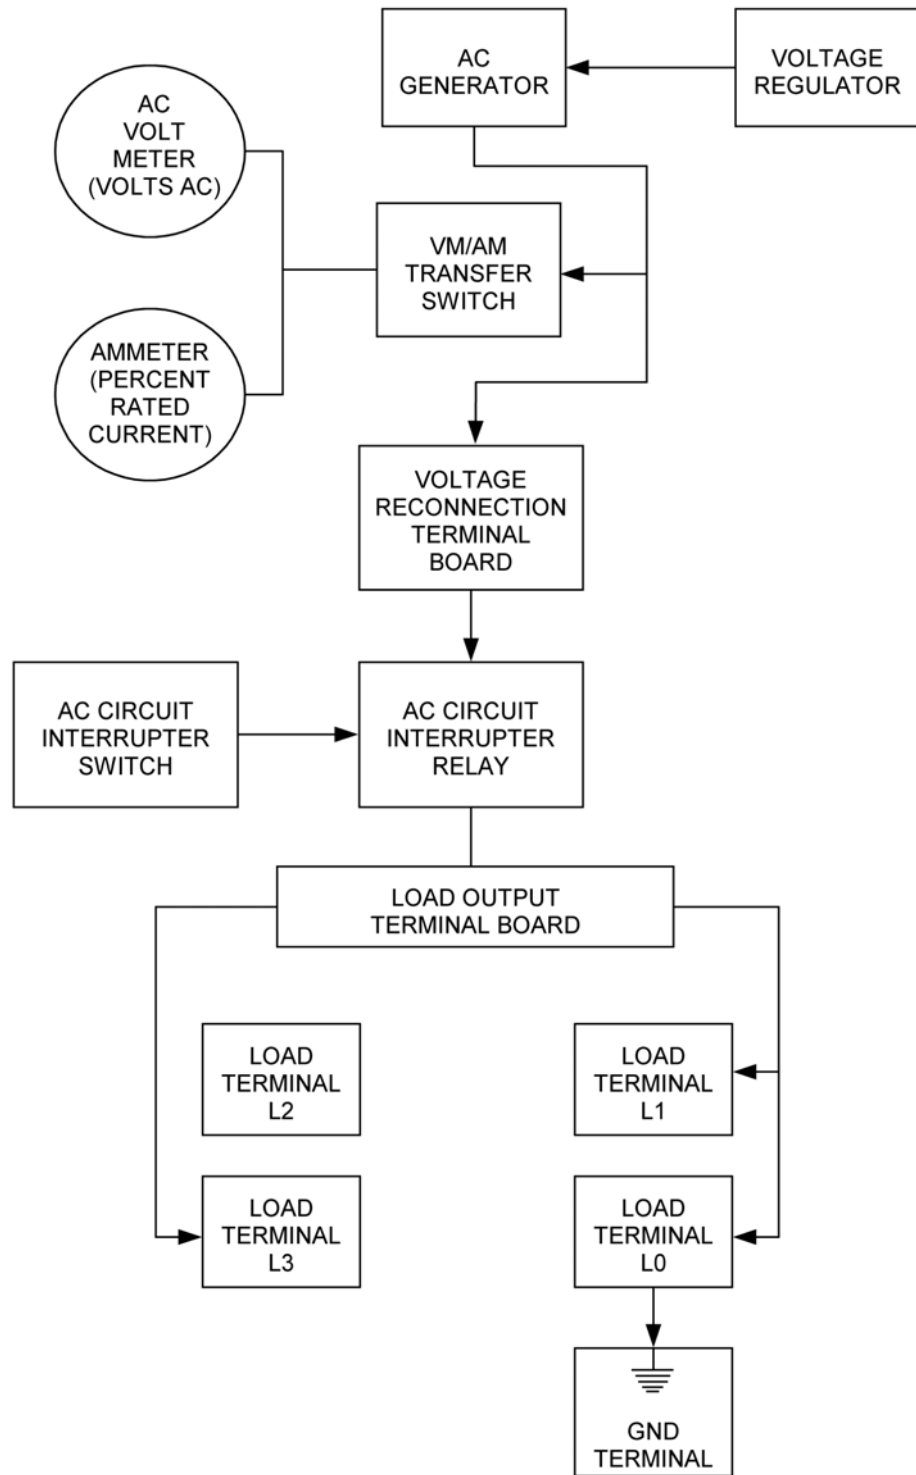 AC
GENERATOR
VOLTAGE
REGULATOR
AC
VOLT
METER
(VOLTS AC)
VM/AM
TRANSFER
SWITCH
AMMETER
(PERCENT
RATED
CURRENT)
VOLTAGE
RECONNECTION
TERMINAL
BOARD
AC CIRCUIT
INTERRUPTER
SWITCH
AC CIRCUIT
INTERRUPTER
RELAY
LOAD OUTPUT
TERMINAL BOARD
LOAD
TERMINAL
L2
LOAD
TERMINAL
L1
LOAD
TERMINAL
L3
LOAD
TERMINAL
L0
GND
TERMINAL